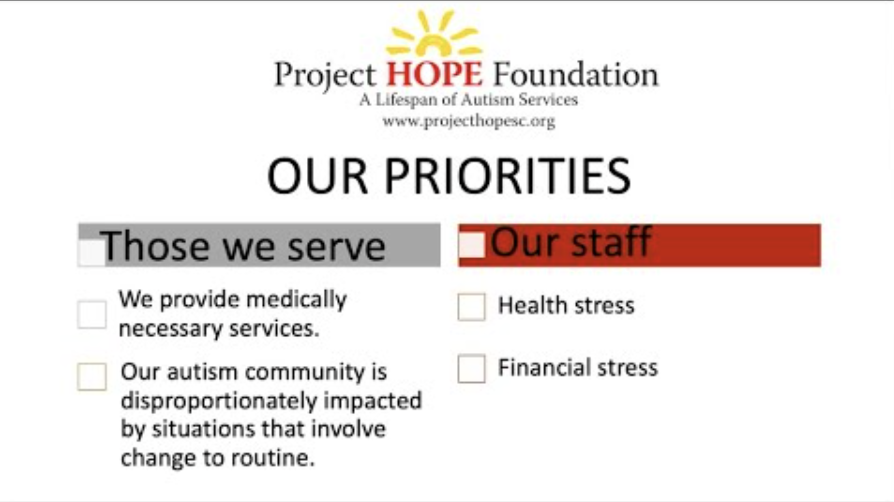 Project HOPE Foundation
A Lifespan of Autism Services
www.projecthopesc.org
OUR PRIORITIES
Those we serve
We provide medically
necessary services.
Our autism community is
disproportionately impacted
by situations that involve
change to routine.
Our staff
Health stress
Financial stress